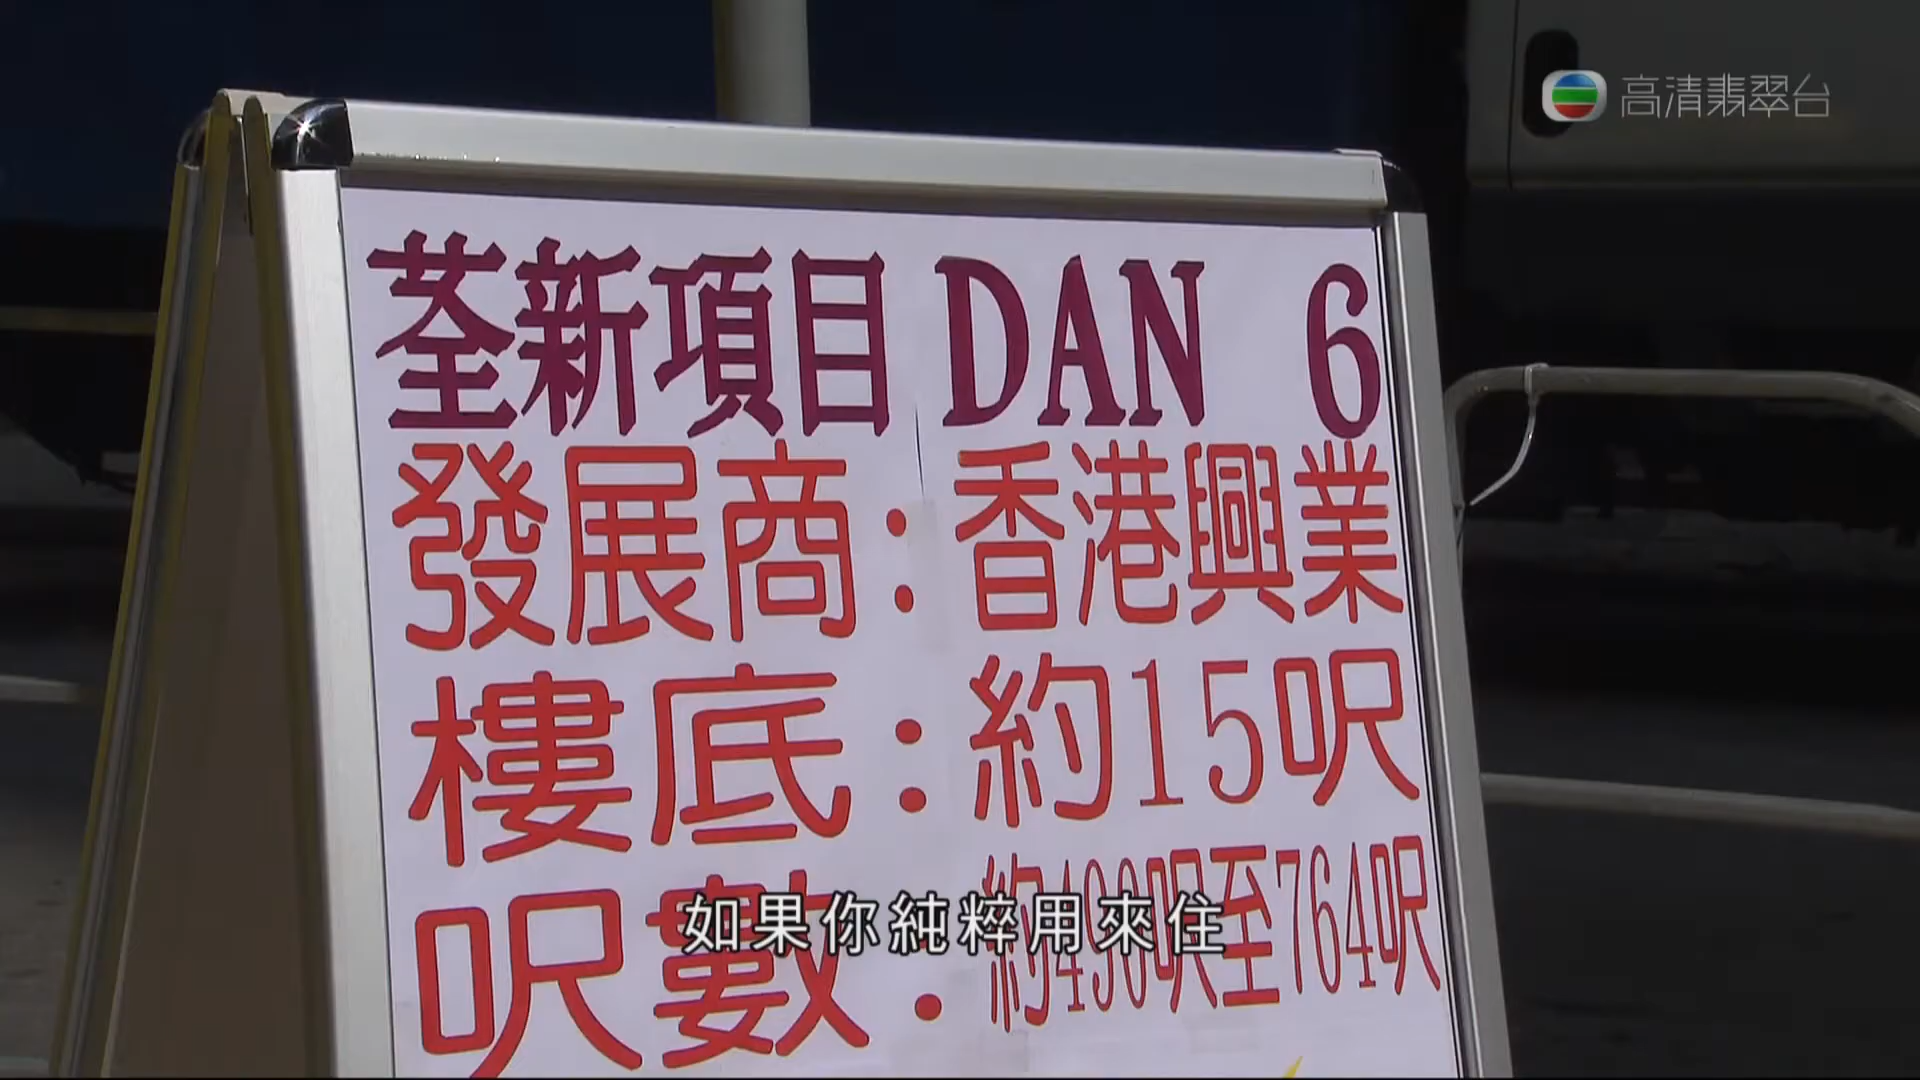 高清翡翠台
荃新項目 DAN 6
發展商:香港興業
樓底:約15呎
呎數:約490呎至764呎
如果你純粹用來住